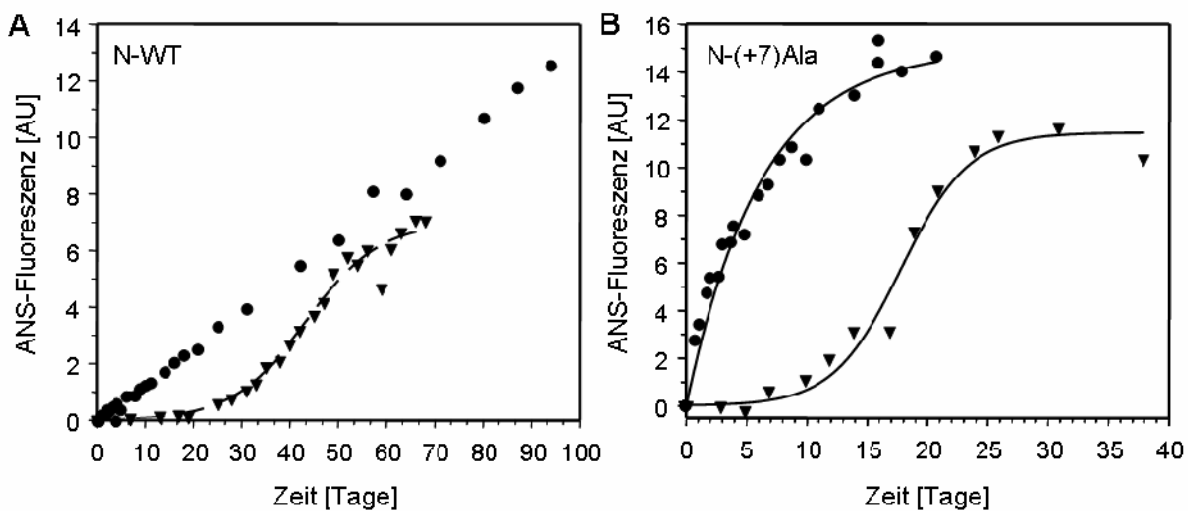 A
N-WT
ANS-Fluoreszenz [AU]
14
12
10
8
6
4
2
0
0 10 20 30 40 50 60 70 80 90 100
Zeit [Tage]
B
N-(+7)Ala
ANS-Fluoreszenz [AU]
16
14
12
10
8
6
4
2
0
0 5 10 15 20 25 30 35 40
Zeit [Tage]